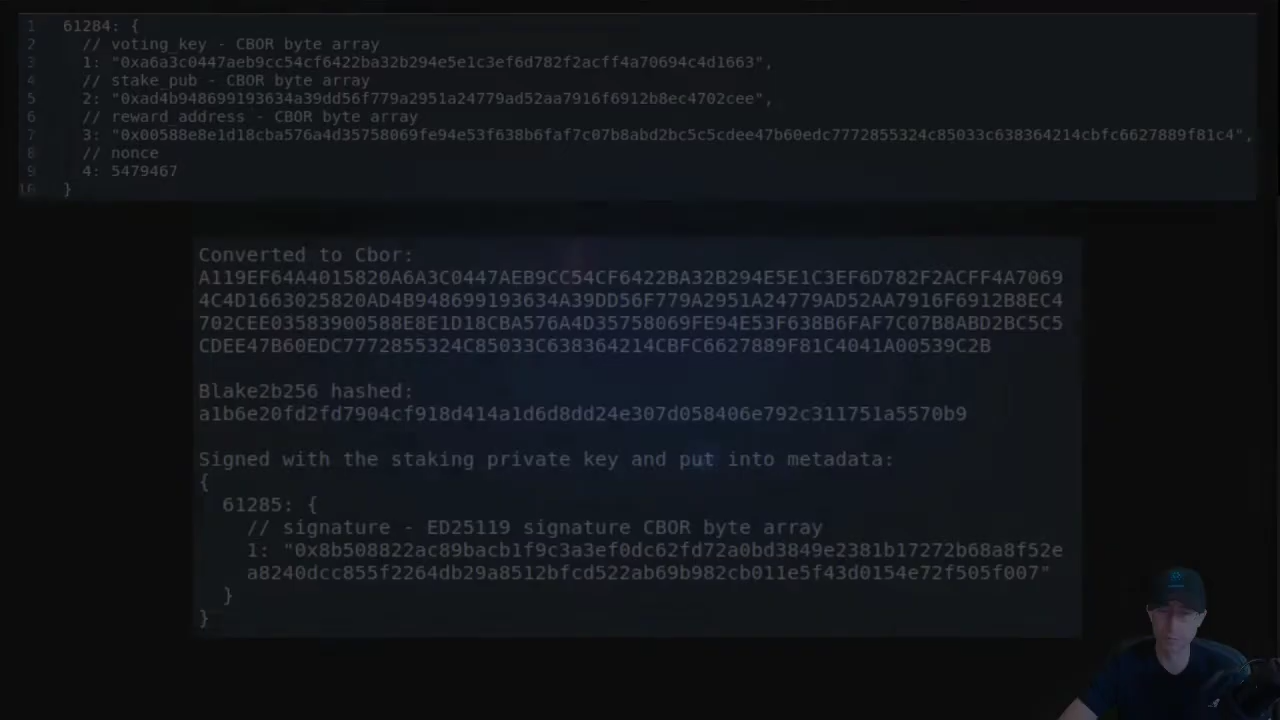 1 61284: {
2 // voting_key - CBOR byte array
3 1: "0xa6a3c0447aeb9cc54cf6422ba32b294e5e1c3ef6d782f2acff4a70694c4d1663",
4 // stake_pub - CBOR byte array
5 2: "0xad4b948699193634a39dd56f779a2951a24779ad52aa7916f6912b8ec4702cee",
6 // reward_address - CBOR byte array
7 3: "0x00588e8e1d18cba576a4d35758069fe94e53f638b6faf7c07b8abd2bc5c5cdee47b60edc7772855324c85033c638364214cbfc6627889f81c4",
8 // nonce
9 4: 5479467
10 }
Converted to Cbor:
A119EF64A4015820A6A3C0447AEB9CC54CF6422BA32B294E5E1C3EF6D782F2ACFF4A7069
4C4D1663025820AD4B948699193634A39DD56F779A2951A24779AD52AA7916F6912B8EC4
702CEE03583900588E8E1D18CBA576A4D35758069FE94E53F638B6FAF7C07B8ABD2BC5C5
CDEE47B60EDC7772855324C85033C638364214CBFC6627889F81C4041A00539C2B
Blake2b256 hashed:
a1b6e20fd2fd7904cf918d414a1d6d8dd24e307d058406e792c311751a5570b9
Signed with the staking private key and put into metadata:
{
61285: {
// signature - ED25119 signature CBOR byte array
1: "0x8b508822ac89bacb1f9c3a3ef0dc62fd72a0bd3849e2381b17272b68a8f52e
a8240dcc855f2264db29a8512bfcd522ab69b982cb011e5f43d0154e72f505f007"
}
}